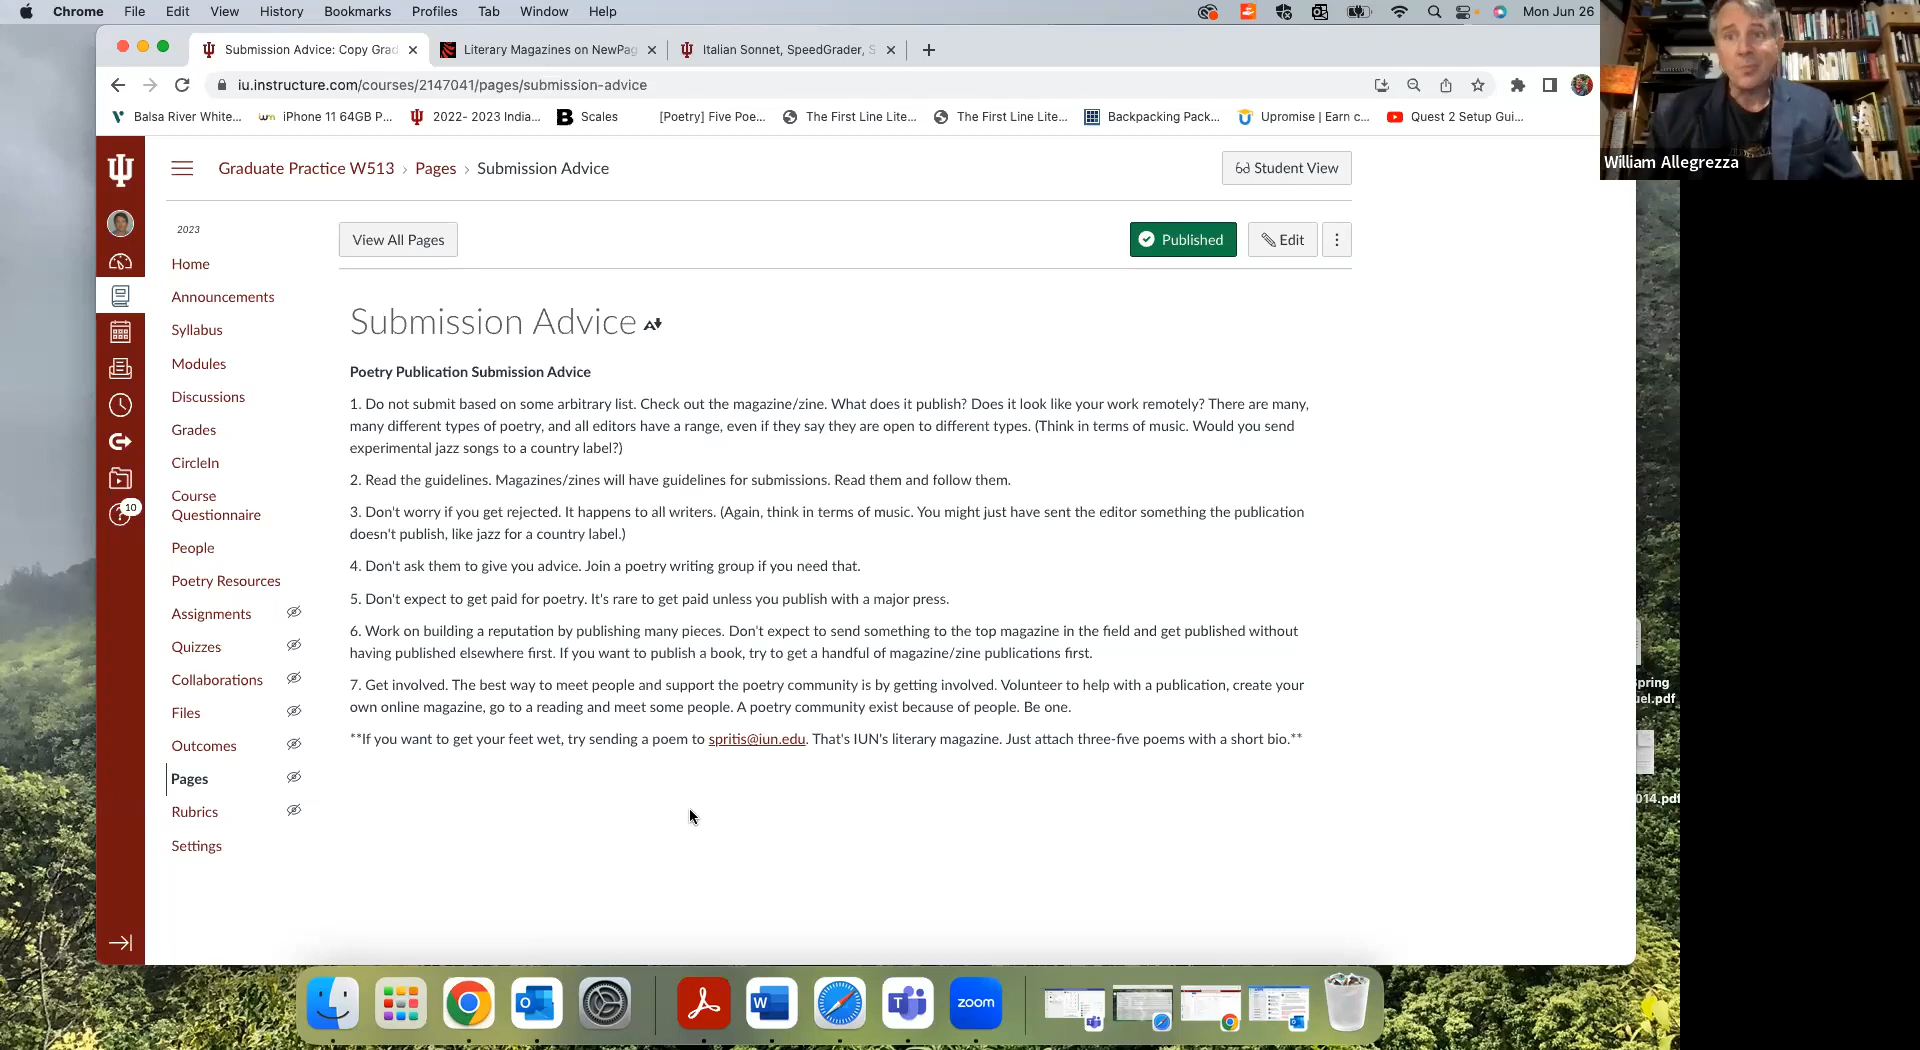 Chrome File Edit View History Bookmarks Profiles Tab Window Help Mon Jun 26
Submission Advice: Copy Grad
Literary Magazines on NewPag
Italian Sonnet, SpeedGrader, S
iu.instructure.com/courses/2147041/pages/submission-advice
Balsa River White... iPhone 11 64GB P... 2022- 2023 India... Scales [Poetry] Five Poe... The First Line Lite... The First Line Lite... Backpacking Pack... Upromise | Earn c... Quest 2 Setup Gui...
William Allegrezza
Graduate Practice W513 › Pages › Submission Advice
Student View
2023
View All Pages
Published
Edit
Home
Announcements
Syllabus
Modules
Discussions
Grades
CircleIn
Course
Questionnaire
People
Poetry Resources
Assignments
Quizzes
Collaborations
Files
Outcomes
Pages
Rubrics
Settings
10
Submission Advice
Poetry Publication Submission Advice
1. Do not submit based on some arbitrary list. Check out the magazine/zine. What does it publish? Does it look like your work remotely? There are many,
many different types of poetry, and all editors have a range, even if they say they are open to different types. (Think in terms of music. Would you send
experimental jazz songs to a country label?)
2. Read the guidelines. Magazines/zines will have guidelines for submissions. Read them and follow them.
3. Don't worry if you get rejected. It happens to all writers. (Again, think in terms of music. You might just have sent the editor something the publication
doesn't publish, like jazz for a country label.)
4. Don't ask them to give you advice. Join a poetry writing group if you need that.
5. Don't expect to get paid for poetry. It's rare to get paid unless you publish with a major press.
6. Work on building a reputation by publishing many pieces. Don't expect to send something to the top magazine in the field and get published without
having published elsewhere first. If you want to publish a book, try to get a handful of magazine/zine publications first.
7. Get involved. The best way to meet people and support the poetry community is by getting involved. Volunteer to help with a publication, create your
own online magazine, go to a reading and meet some people. A poetry community exist because of people. Be one.
**If you want to get your feet wet, try sending a poem to spritis@iun.edu. That's IUN's literary magazine. Just attach three-five poems with a short bio.**
pring
uel.pdf
014.pdf
zoom